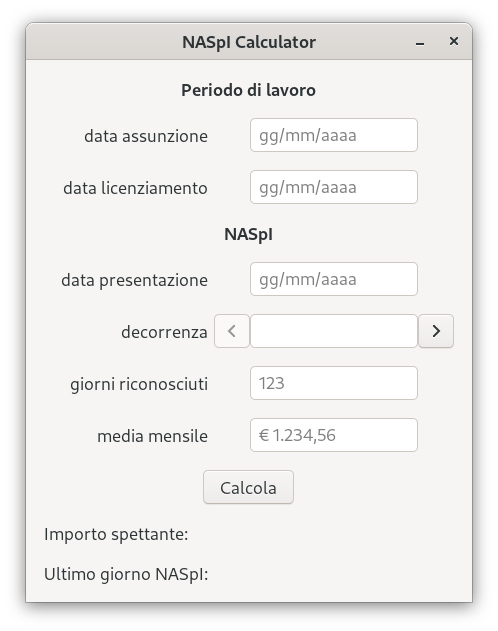 NASpI Calculator
Periodo di lavoro
data assunzione gg/mm/aaaa
data licenziamento gg/mm/aaaa
NASpI
data presentazione gg/mm/aaaa
decorrenza
giorni riconosciuti 123
media mensile € 1.234,56
Calcola
Importo spettante:
Ultimo giorno NASpI: